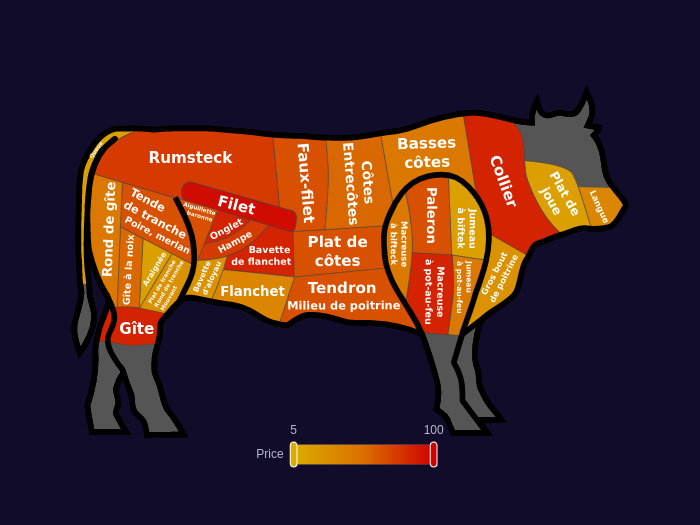 Queue
Rumsteck
Faux-filet
Entrecôtes
Côtes
Basses
côtes
Collier
Plat de
joue
Langue
Rond de gîte
Tende
de tranche
Poire, merlan
Gîte à la noix
Araignée
Plat de tranche
Rond de tranche
Mouvant
Gîte
Filet
Aiguillette
baronne
Onglet
Hampe
Bavette
de flanchet
Bavette
d'aloyau
Flanchet
Plat de
côtes
Tendron
Milieu de poitrine
Macreuse
à bifteck
Paleron
Jumeau
à biftek
Macreuse
à pot-au-feu
Jumeau
à pot-au-feu
Gros bout
de poitrine
5
100
Price